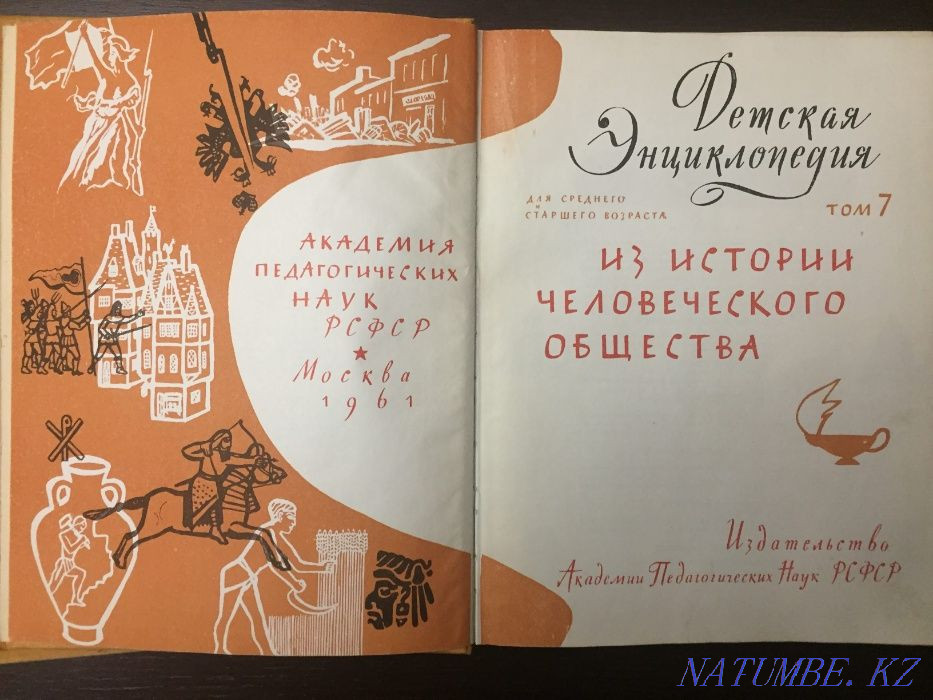 АКАДЕМИЯ
ПЕДАГОГИЧЕСКИХ
НАУК
РСФСР
Москва
1961
Детская
Энциклопедия
ДЛЯ СРЕДНЕГО
И
СТАРШЕГО ВОЗРАСТА
ТОМ 7
ИЗ ИСТОРИИ
ЧЕЛОВЕЧЕСКОГО
ОБЩЕСТВА
Издательство
Академии Педагогических Наук РСФСР
NATUMBE.KZ